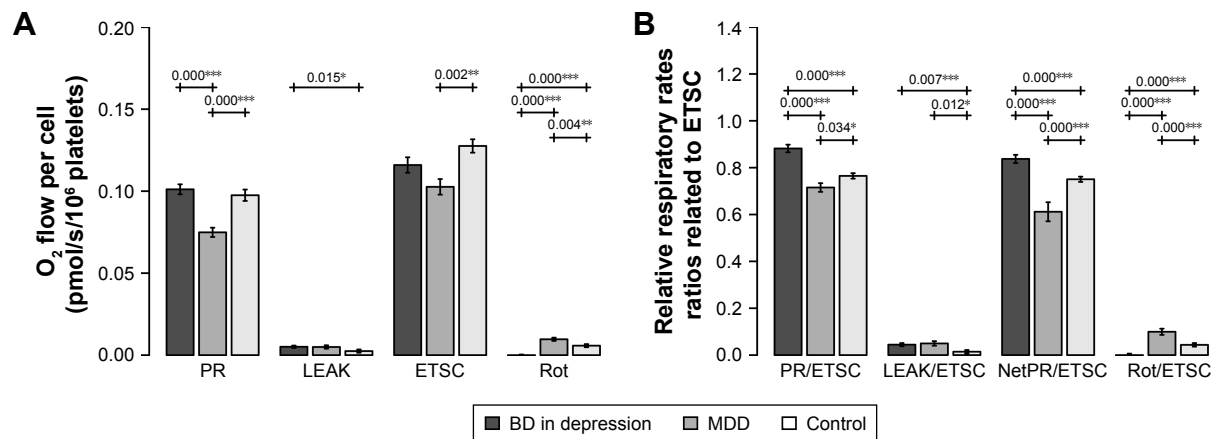 A
O₂ flow per cell
(pmol/s/10⁶ platelets)
0.20
0.15
0.10
0.05
0.00
0.000***
0.000***
0.015*
0.002**
0.000***
0.000***
0.004**
PR
LEAK
ETSC
Rot
B
Relative respiratory rates
ratios related to ETSC
1.4
1.2
1.0
0.8
0.6
0.4
0.2
0.0
0.000***
0.000***
0.034*
0.007***
0.012*
0.000***
0.000***
0.000***
0.000***
0.000***
0.000***
PR/ETSC
LEAK/ETSC
NetPR/ETSC
Rot/ETSC
BD in depression
MDD
Control